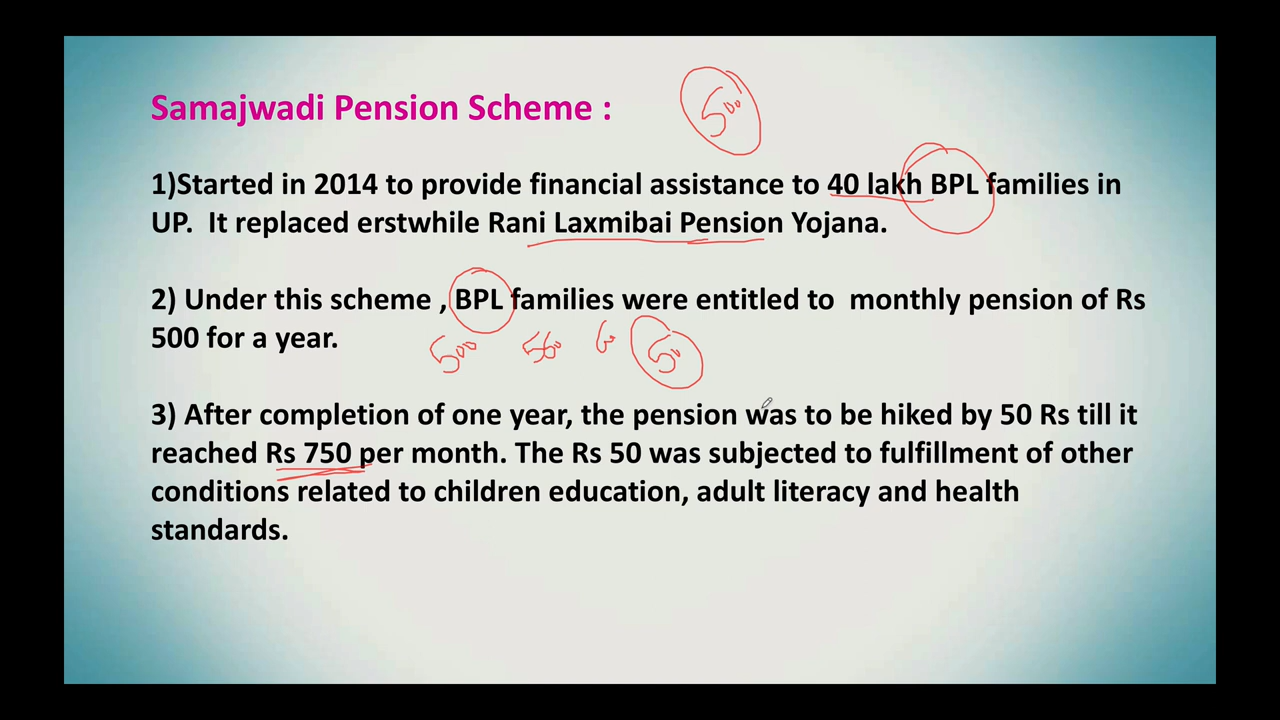 Samajwadi Pension Scheme :
500
1)Started in 2014 to provide financial assistance to 40 lakh BPL families in
UP. It replaced erstwhile Rani Laxmibai Pension Yojana.
2) Under this scheme , BPL families were entitled to monthly pension of Rs
500 for a year.
500 50
3) After completion of one year, the pension was to be hiked by 50 Rs till it
reached Rs 750 per month. The Rs 50 was subjected to fulfillment of other
conditions related to children education, adult literacy and health
standards.